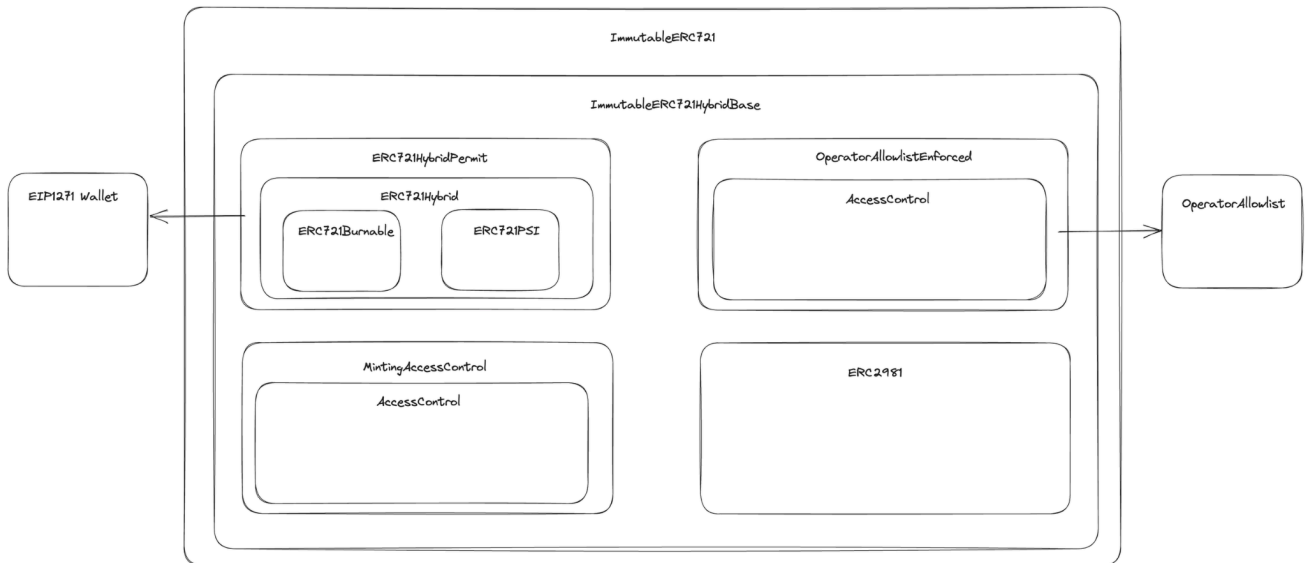 ImmutableERC721
ImmutableERC721HybridBase
ERC721HybridPermit
OperatorAllowlistEnforced
EIP1271 Wallet
ERC721Hybrid
AccessControl
OperatorAllowlist
ERC721Burnable
ERC721PSI
MintingAccessControl
ERC2981
AccessControl